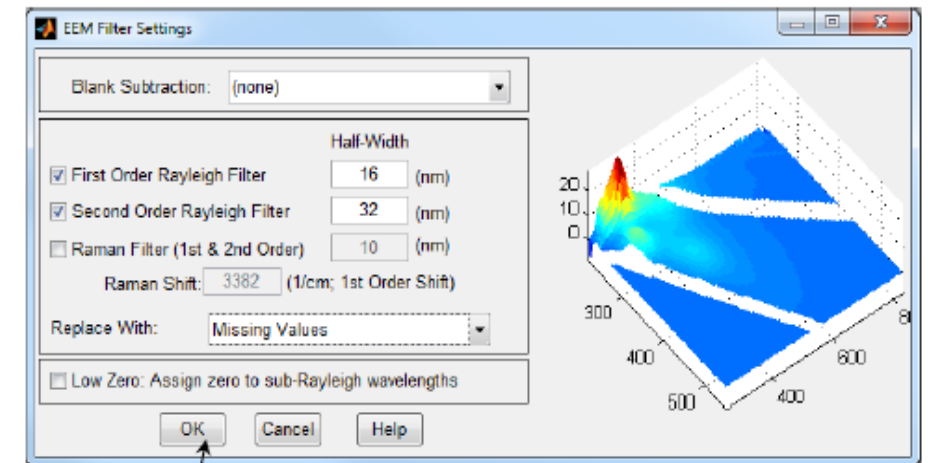 EEM Filter Settings
Blank Subtraction: (none)
Half-Width
First Order Rayleigh Filter 16 (nm)
Second Order Rayleigh Filter 32 (nm)
Raman Filter (1st & 2nd Order) 10 (nm)
Raman Shift: 3382 (1/cm; 1st Order Shift)
Replace With: Missing Values
Low Zero: Assign zero to sub-Rayleigh wavelengths
OK Cancel Help
20
10
0
300
400
500
400
600